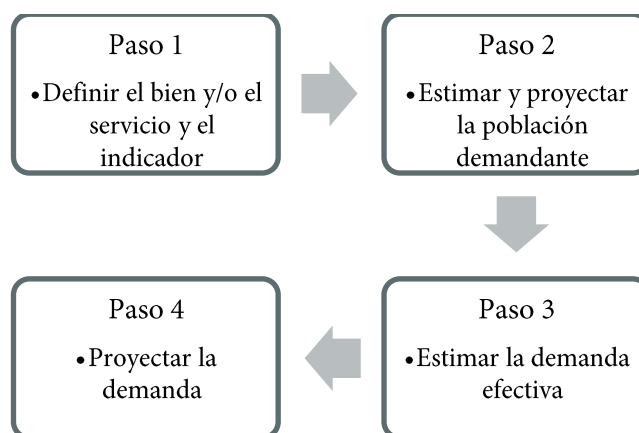 Paso 1
•Definir el bien y/o el
servicio y el
indicador
Paso 2
•Estimar y proyectar
la población
demandante
Paso 3
•Estimar la demanda
efectiva
Paso 4
•Proyectar la
demanda